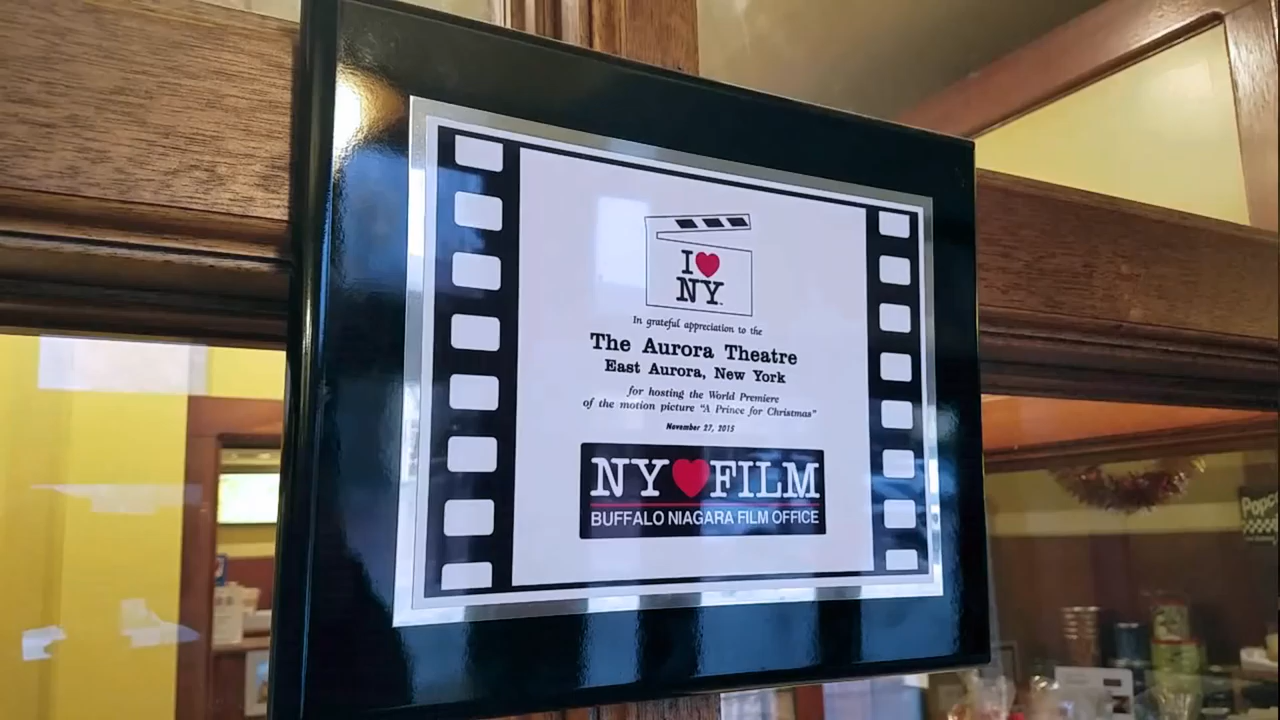 I ♥ NY.
In grateful appreciation to the
The Aurora Theatre
East Aurora, New York
for hosting the World Premiere
of the motion picture "A Prince for Christmas"
November 27, 2015
NY ♥ FILM
BUFFALO NIAGARA FILM OFFICE